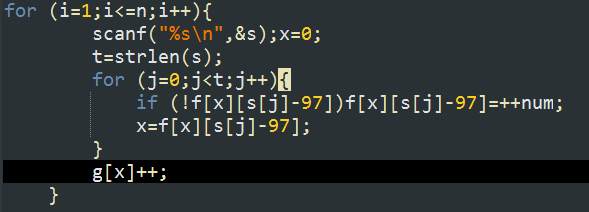 for (i=1;i<=n;i++){
scanf("%s\n",&s);x=0;
t=strlen(s);
for (j=0;j<t;j++){
if (!f[x][s[j]-97])f[x][s[j]-97]=++num;
x=f[x][s[j]-97];
}
g[x]++;
}